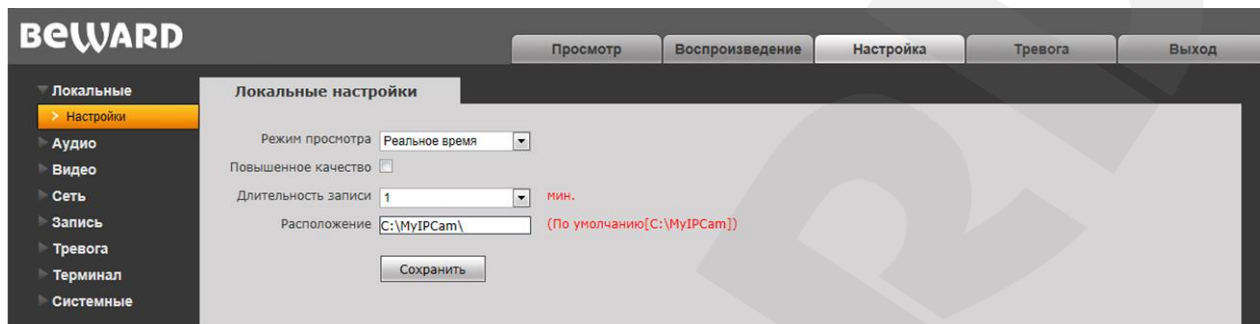 BEWARD
Просмотр Воспроизведение Настройка Тревога Выход
Локальные
> Настройки
Аудио
Видео
Сеть
Запись
Тревога
Терминал
Системные
Локальные настройки
Режим просмотра Реальное время
Повышенное качество
Длительность записи 1 мин.
Расположение C:\MyIPCam\ (По умолчанию[C:\MyIPCam])
Сохранить